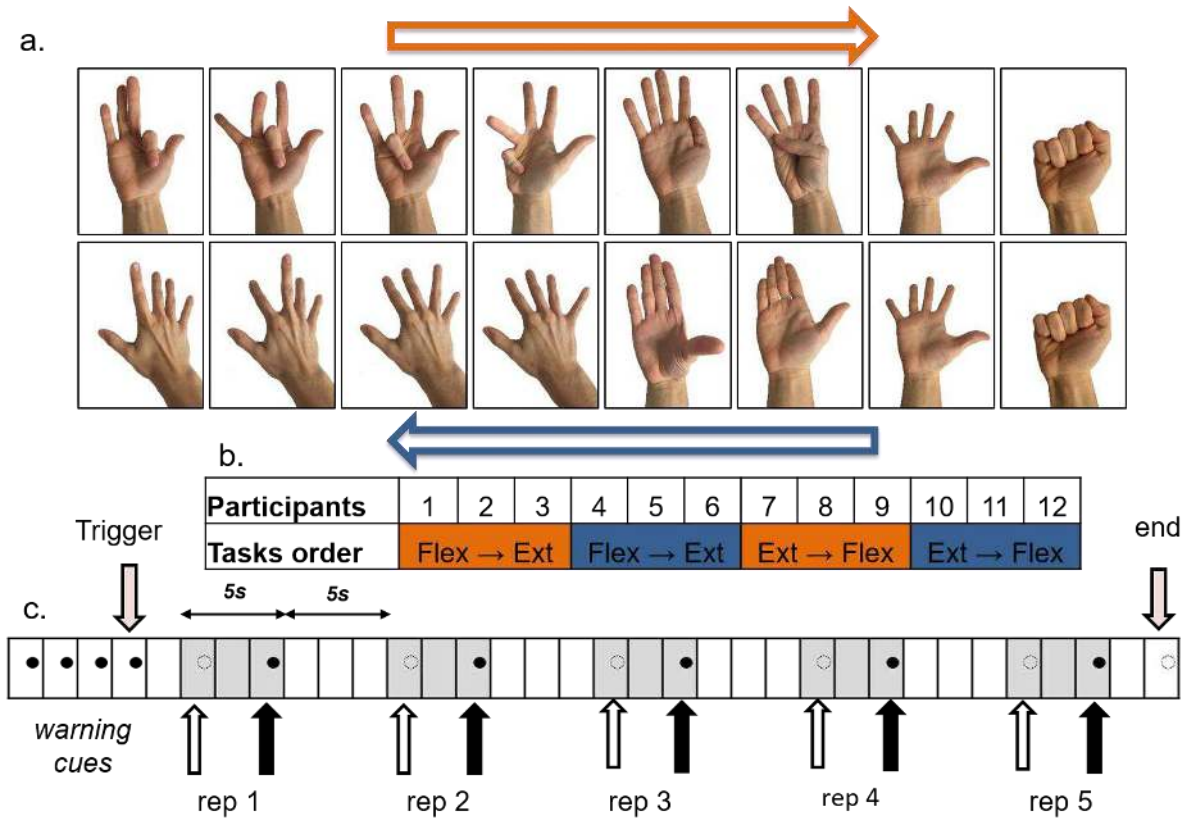 a.
b.
Participants 1 2 3 4 5 6 7 8 9 10 11 12
Tasks order Flex → Ext Flex → Ext Ext → Flex Ext → Flex
Trigger
end
c.
5s 5s
warning
cues
rep 1 rep 2 rep 3 rep 4 rep 5